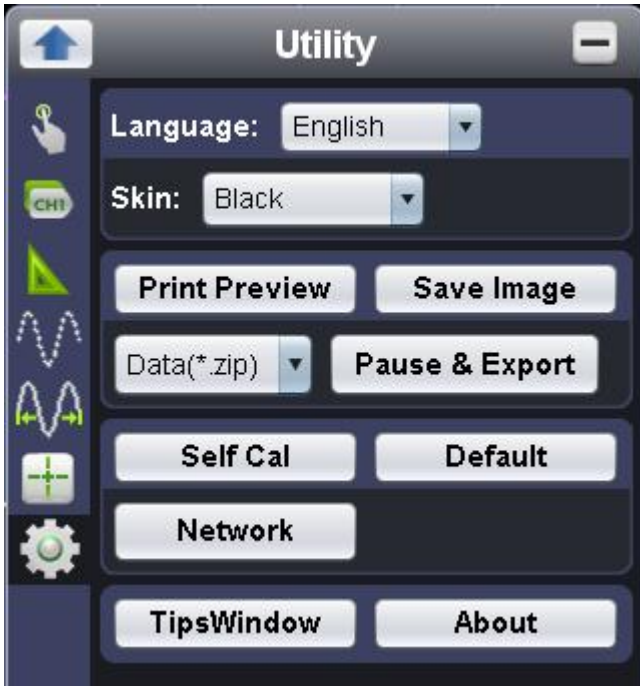 Utility
Language: English
CH1
Skin: Black
Print Preview Save Image
Data(*.zip) Pause & Export
Self Cal Default
Network
TipsWindow About